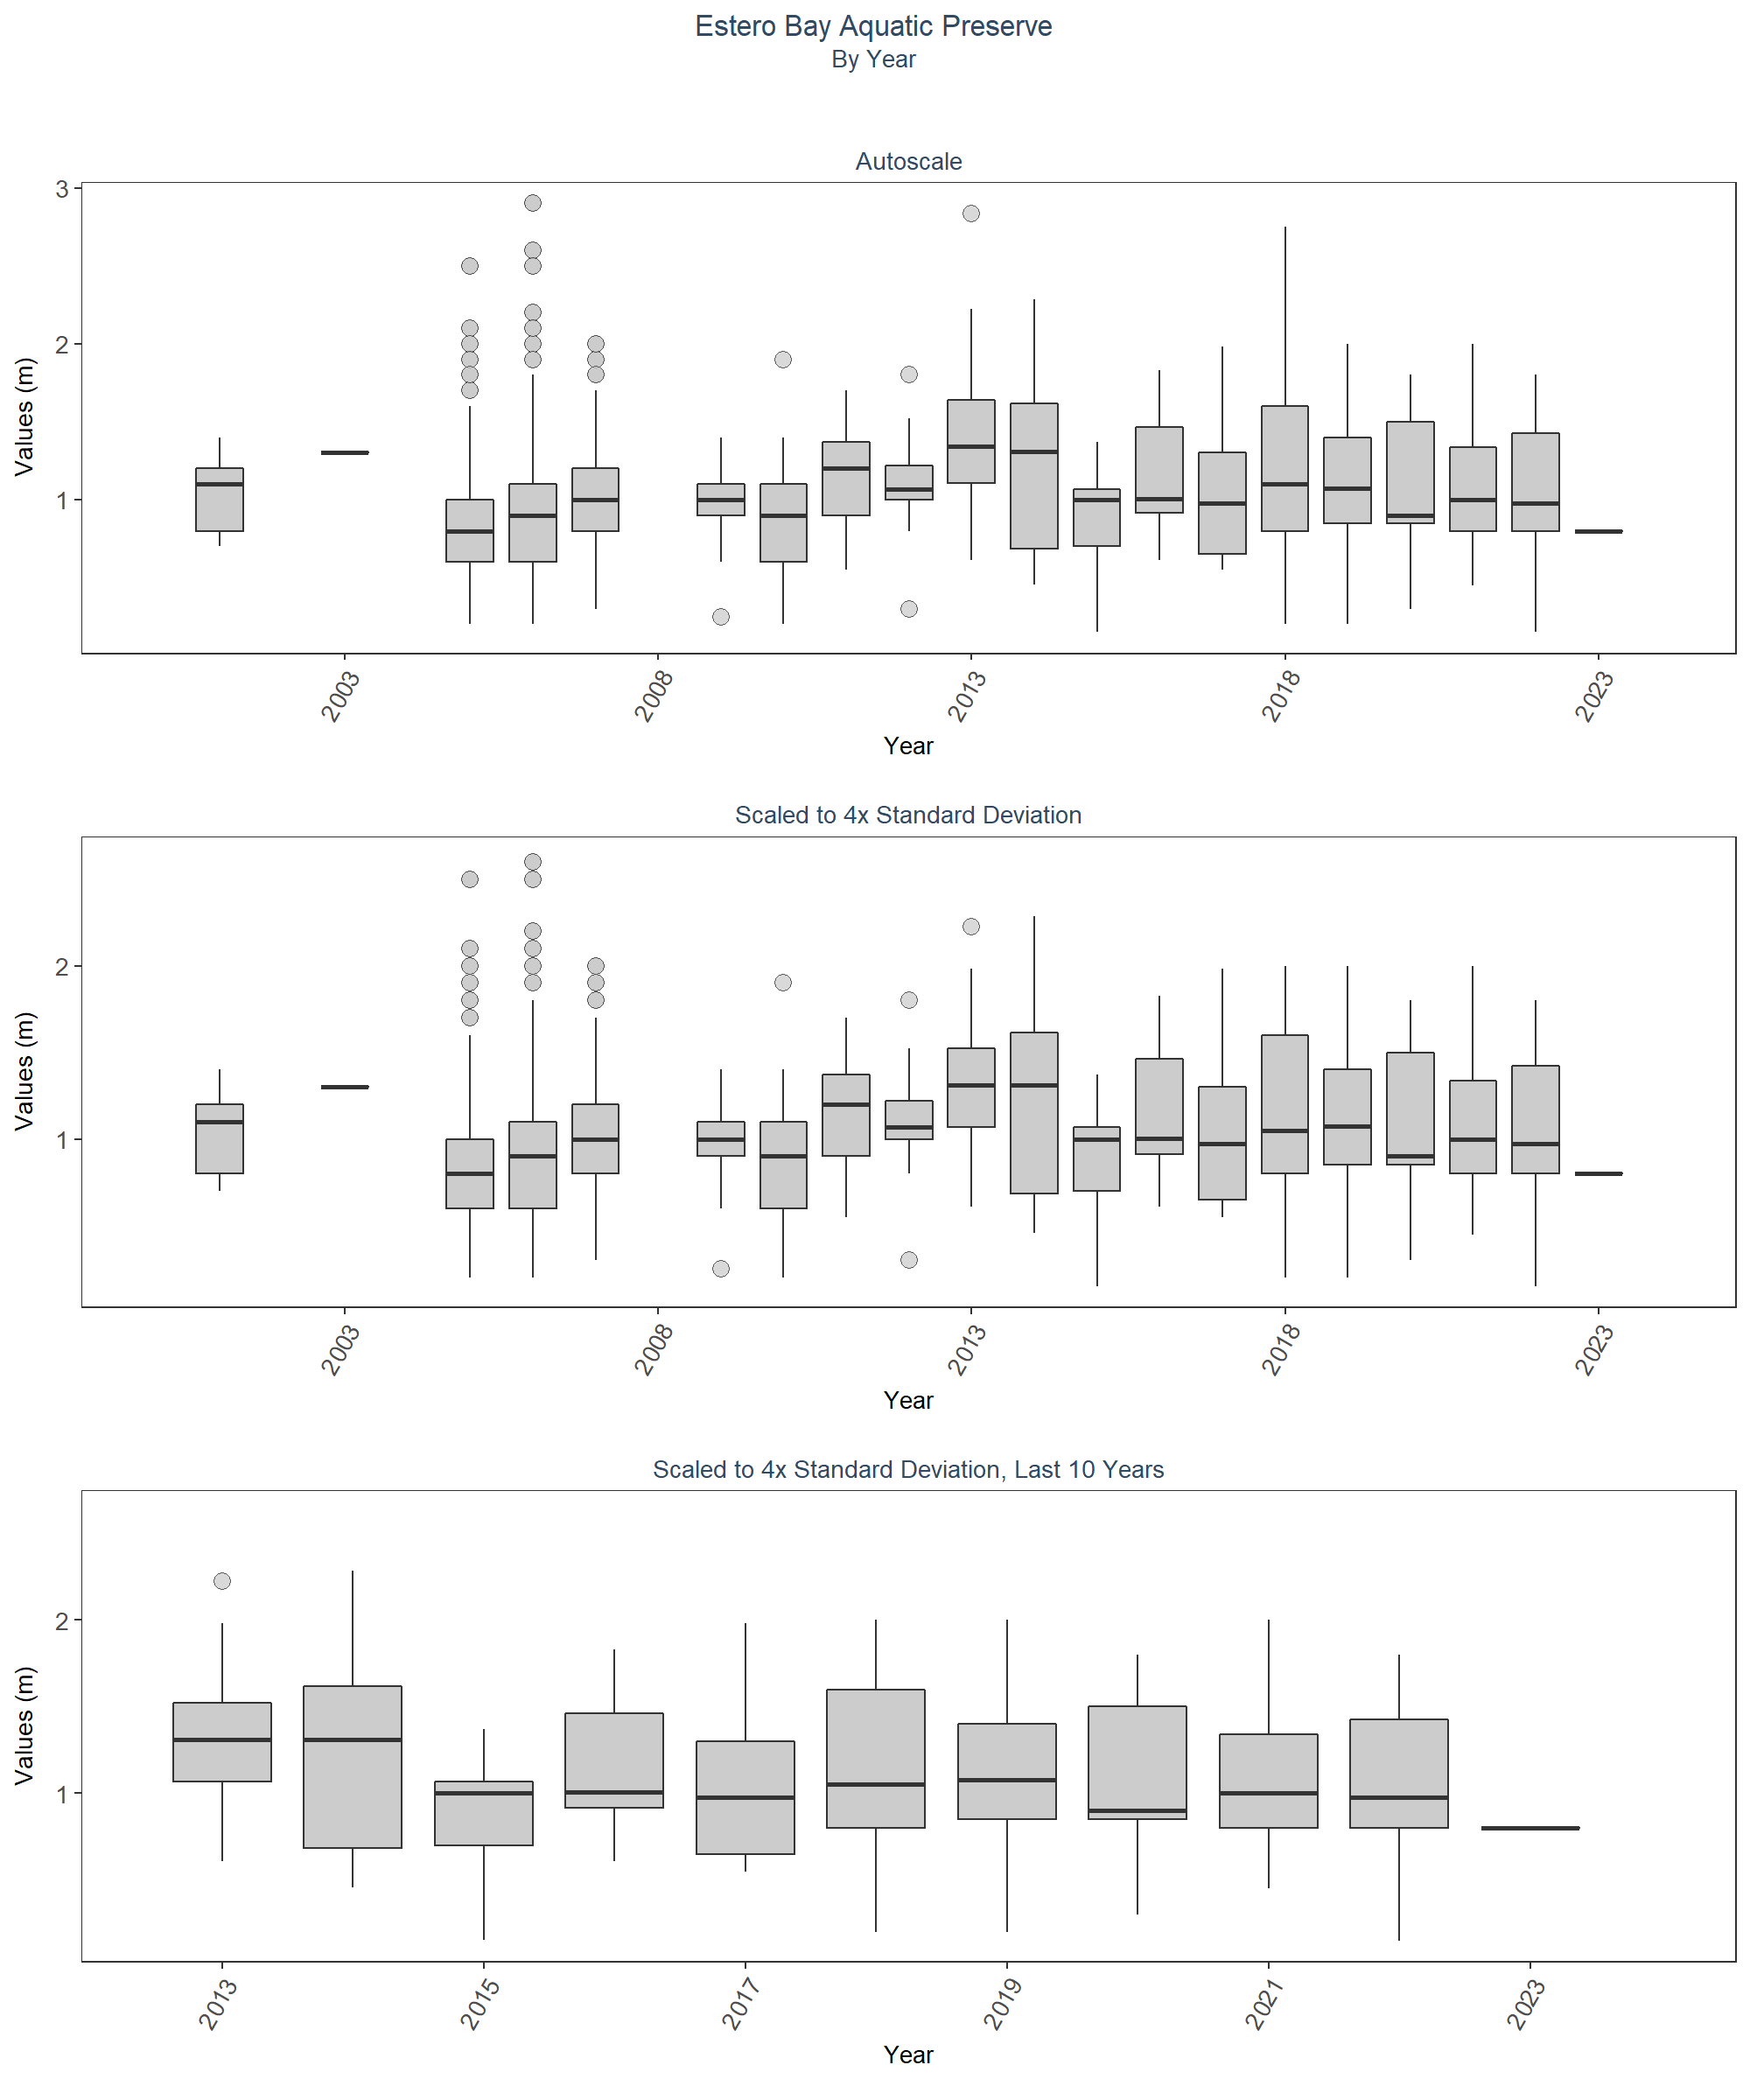 Estero Bay Aquatic Preserve
By Year
Autoscale
Values (m)
3
2
1
2003 2008 2013 2018 2023
Year
Scaled to 4x Standard Deviation
Values (m)
2
1
2003 2008 2013 2018 2023
Year
Scaled to 4x Standard Deviation, Last 10 Years
Values (m)
2
1
2013 2015 2017 2019 2021 2023
Year